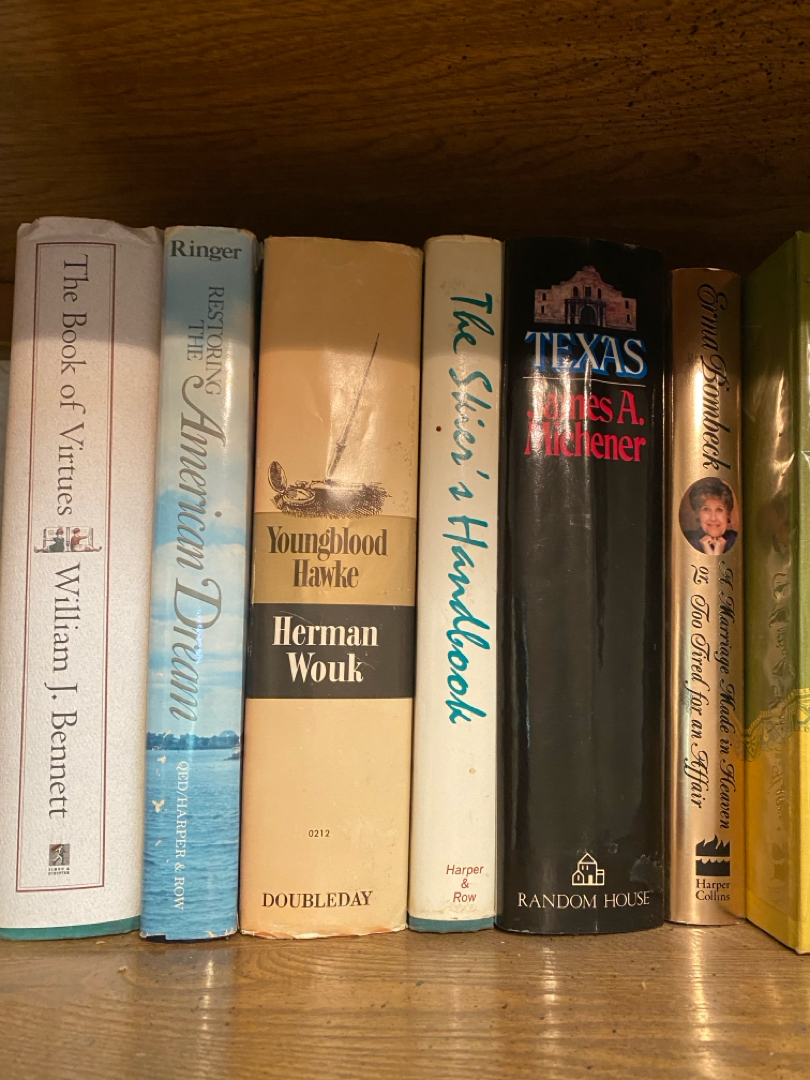 The Book of Virtues
William J. Bennett
Ringer
RESTORING
THE
American Dream
QED/HARPER & ROW
Youngblood
Hawke
Herman
Wouk
0212
DOUBLEDAY
The Slicer's Handbook
Harper
&
Row
TEXAS
James A.
Michener
RANDOM HOUSE
Erma Bombeck
A Marriage Made in Heaven
or, Too Tired for an Affair
Harper
Collins